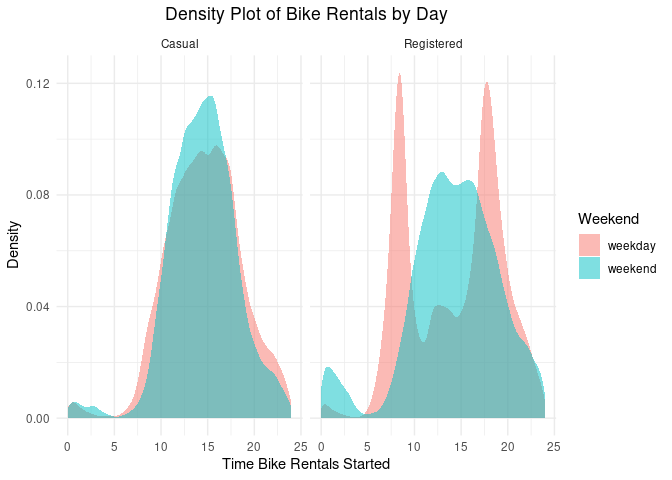 Density Plot of Bike Rentals by Day
Casual
Registered
0.12
0.08
0.04
0.00
Density
0 5 10 15 20 25
0 5 10 15 20 25
Time Bike Rentals Started
Weekend
weekday
weekend